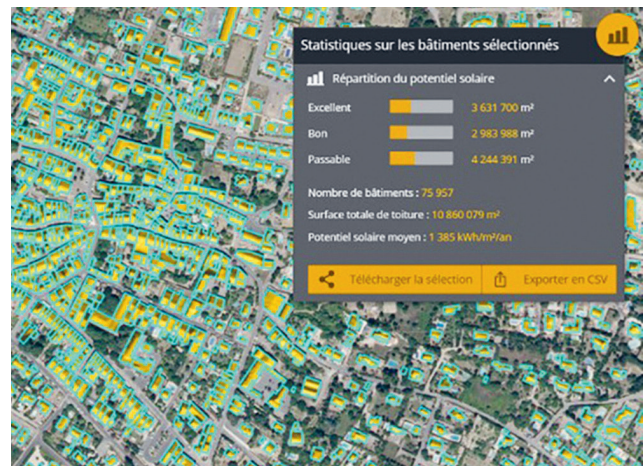 Statistiques sur les bâtiments sélectionnés
Répartition du potentiel solaire
Excellent 3 631 700 m²
Bon 2 983 988 m²
Passable 4 244 391 m²
Nombre de bâtiments : 75 957
Surface totale de toiture : 10 860 079 m²
Potentiel solaire moyen : 1 385 kWh/m²/an
Télécharger la sélection Exporter en CSV